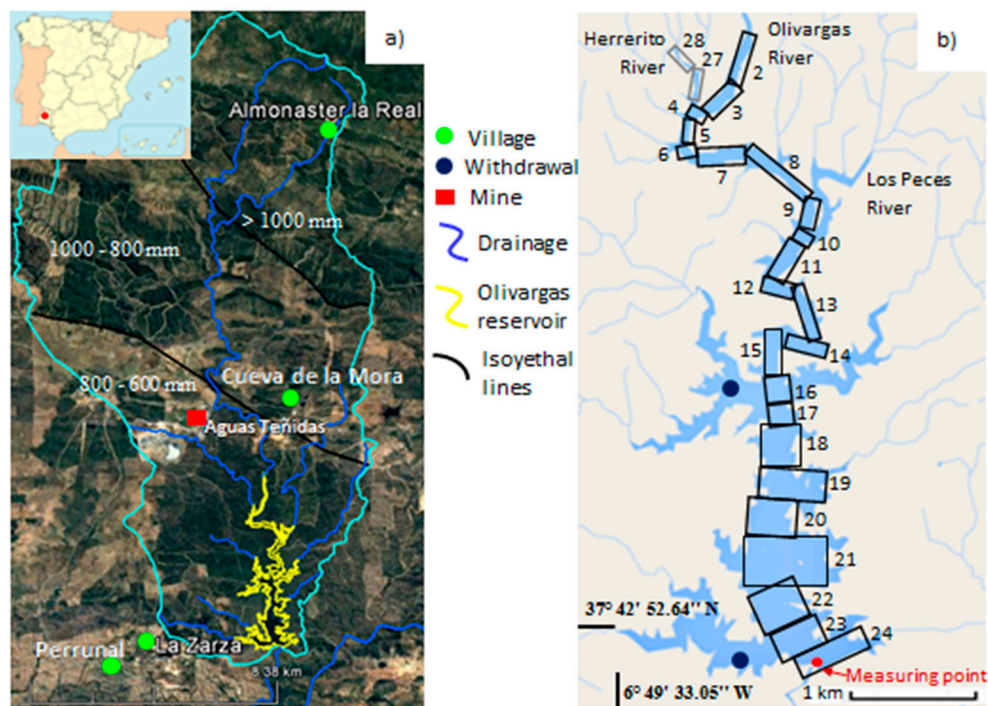 a)
Almonaster la Real
> 1000 mm
1000 - 800 mm
800 - 600 mm
Cueva de la Mora
Aguas Teñidas
La Zarza
Perrunal
8.38 km
Village
Withdrawal
Mine
Drainage
Olivargas
reservoir
Isoyethal
lines
b)
Herrerito
River
Olivargas
River
Los Peces
River
28
27
2
3
4
5
6
7
8
9
10
11
12
13
14
15
16
17
18
19
20
21
22
23
24
37° 42' 52.64'' N
6° 49' 33.05'' W
Measuring point
1 km